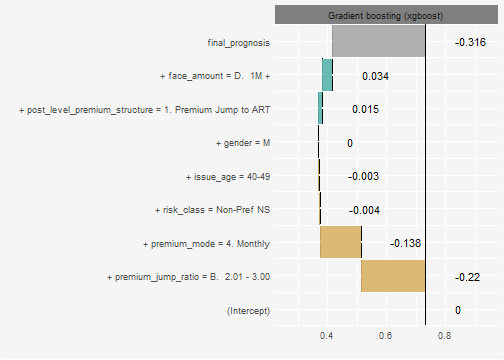 Gradient boosting (xgboost)
final_prognosis -0.316
+ face_amount = D. 1M + 0.034
+ post_level_premium_structure = 1. Premium Jump to ART 0.015
+ gender = M 0
+ issue_age = 40-49 -0.003
+ risk_class = Non-Pref NS -0.004
+ premium_mode = 4. Monthly -0.138
+ premium_jump_ratio = B. 2.01 - 3.00 -0.22
(Intercept) 0
0.4 0.6 0.8